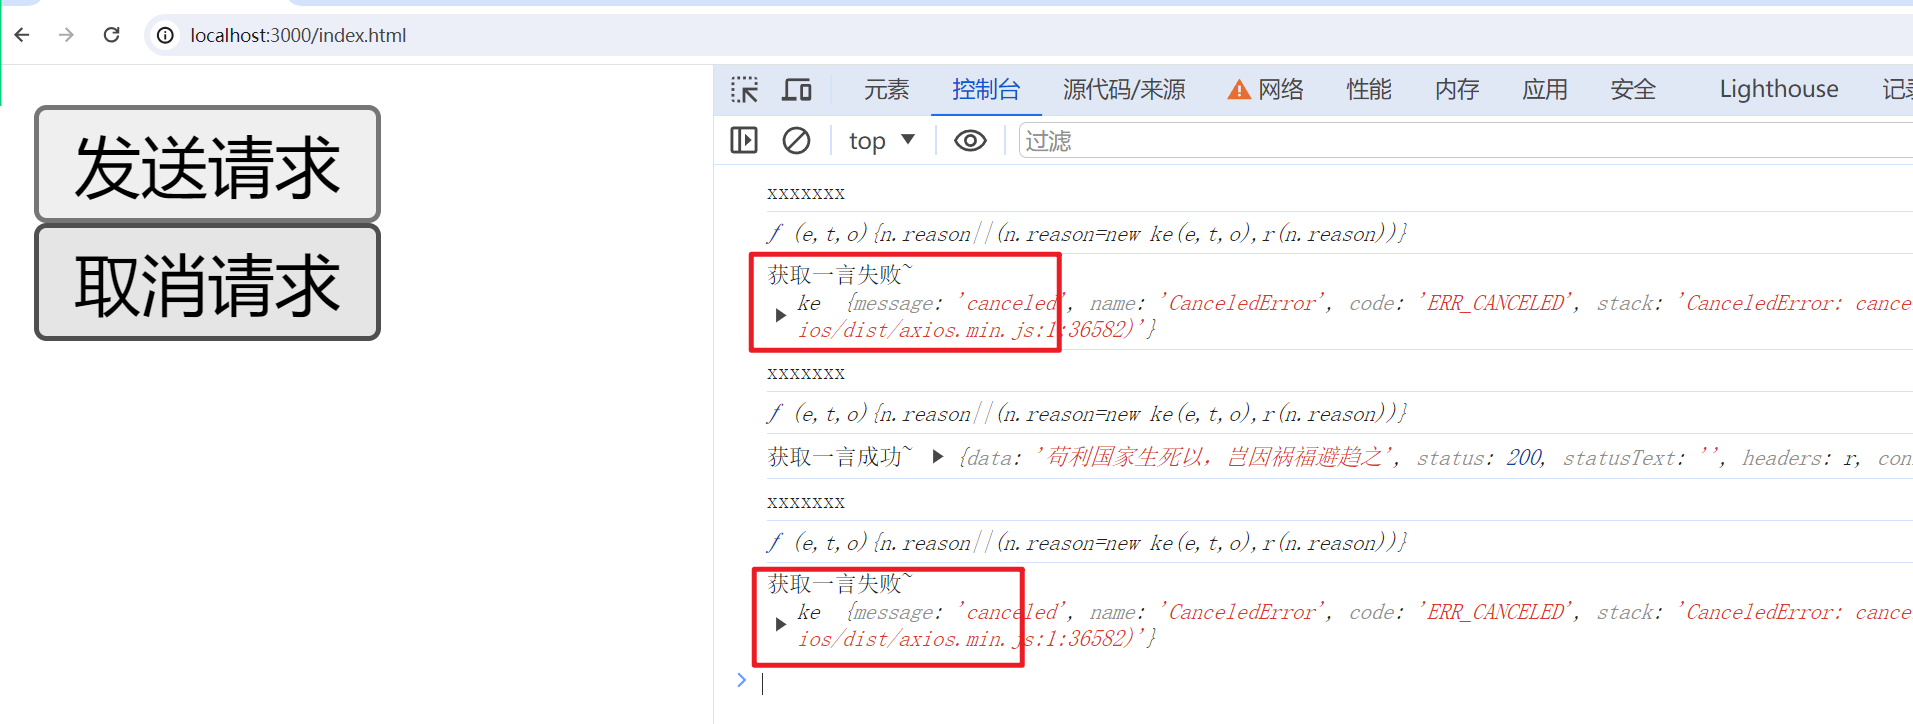 localhost:3000/index.html
元素 控制台 源代码/来源 网络 性能 内存 应用 安全 Lighthouse 记录
top 过滤
发送请求
取消请求
xxxxxxx
ƒ (e,t,o){n.reason||(n.reason=new ke(e,t,o),r(n.reason))}
获取一言失败~
ke {message: 'canceled', name: 'CanceledError', code: 'ERR_CANCELED', stack: 'CanceledError: cance
ios/dist/axios.min.js:1:36582)'}
xxxxxxx
ƒ (e,t,o){n.reason||(n.reason=new ke(e,t,o),r(n.reason))}
获取一言成功~ {data: '苟利国家生死以，岂因祸福避趋之', status: 200, statusText: '', headers: r, con
xxxxxxx
ƒ (e,t,o){n.reason||(n.reason=new ke(e,t,o),r(n.reason))}
获取一言失败~
ke {message: 'canceled', name: 'CanceledError', code: 'ERR_CANCELED', stack: 'CanceledError: cance
ios/dist/axios.min.js:1:36582)'}